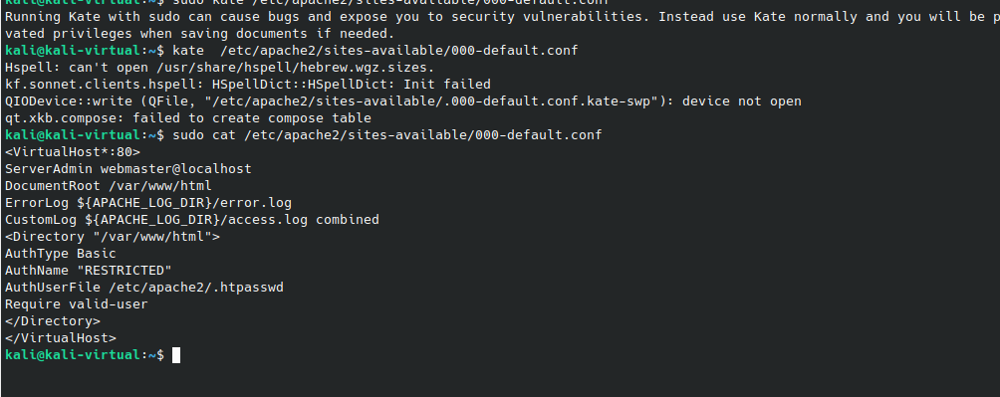 sudo kate /etc/apache2/sites-available/000-default.conf
Running Kate with sudo can cause bugs and expose you to security vulnerabilities. Instead use Kate normally and you will be p
vated privileges when saving documents if needed.
kali@kali-virtual:~$ kate  /etc/apache2/sites-available/000-default.conf
Hspell: can't open /usr/share/hspell/hebrew.wgz.sizes.
kf.sonnet.clients.hspell: HSpellDict::HSpellDict: Init failed
QIODevice::write (QFile, "/etc/apache2/sites-available/.000-default.conf.kate-swp"): device not open
qt.xkb.compose: failed to create compose table
kali@kali-virtual:~$ sudo cat /etc/apache2/sites-available/000-default.conf
<VirtualHost*:80>
ServerAdmin webmaster@localhost
DocumentRoot /var/www/html
ErrorLog ${APACHE_LOG_DIR}/error.log
CustomLog ${APACHE_LOG_DIR}/access.log combined
<Directory "/var/www/html">
AuthType Basic
AuthName "RESTRICTED"
AuthUserFile /etc/apache2/.htpasswd
Require valid-user
</Directory>
</VirtualHost>
kali@kali-virtual:~$